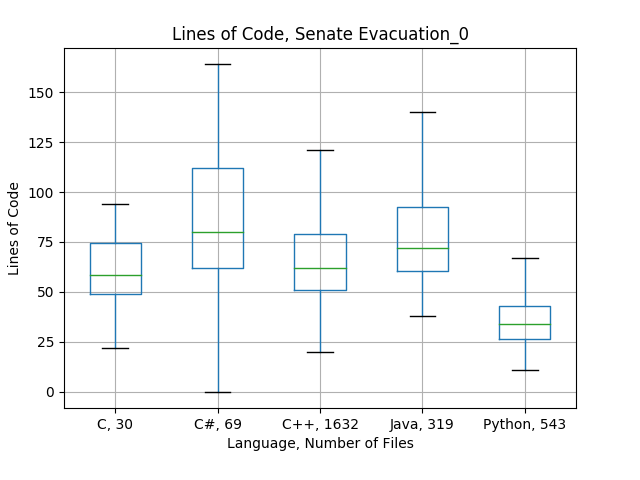 Lines of Code, Senate Evacuation_0
Lines of Code
150
125
100
75
50
25
0
C, 30
C#, 69
C++, 1632
Java, 319
Python, 543
Language, Number of Files